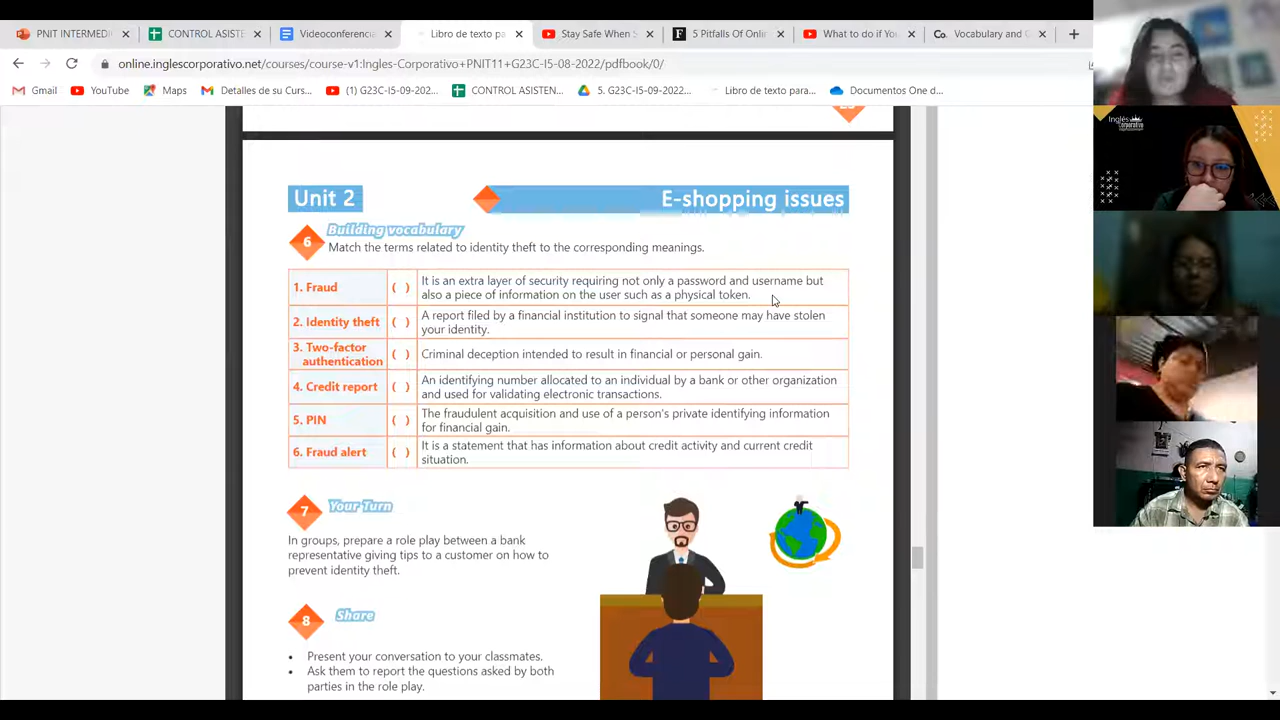 PNIT INTERMEDI
CONTROL ASISTE
Videoconferencia
Libro de texto pa
Stay Safe When S
5 Pitfalls Of Onlin
What to do if You
Co. Vocabulary and G
online.inglescorporativo.net/courses/course-v1:Ingles-Corporativo+PNIT11+G23C-I5-08-2022/pdfbook/0/
Gmail
YouTube
Maps
Detalles de su Curs...
(1) G23C-I5-09-202...
CONTROL ASISTEN...
5. G23C-I5-09-2022...
Libro de texto para...
Documentos One d...
Inglés
Corporativo
Unit 2
E-shopping issues
6
Building vocabulary
Match the terms related to identity theft to the corresponding meanings.
1. Fraud ( ) It is an extra layer of security requiring not only a password and username but
also a piece of information on the user such as a physical token.
2. Identity theft ( ) A report filed by a financial institution to signal that someone may have stolen
your identity.
3. Two-factor
authentication ( ) Criminal deception intended to result in financial or personal gain.
4. Credit report ( ) An identifying number allocated to an individual by a bank or other organization
and used for validating electronic transactions.
5. PIN ( ) The fraudulent acquisition and use of a person's private identifying information
for financial gain.
6. Fraud alert ( ) It is a statement that has information about credit activity and current credit
situation.
7
Your Turn
In groups, prepare a role play between a bank
representative giving tips to a customer on how to
prevent identity theft.
8
Share
• Present your conversation to your classmates.
• Ask them to report the questions asked by both
parties in the role play.